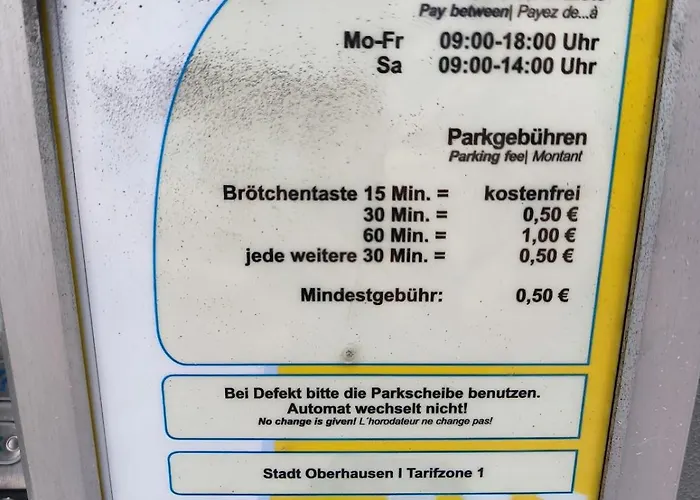 Pay between| Payez de...à
Mo-Fr 09:00-18:00 Uhr
Sa 09:00-14:00 Uhr
Parkgebühren
Parking fee| Montant
Brötchentaste 15 Min. = kostenfrei
30 Min. = 0,50 €
60 Min. = 1,00 €
jede weitere 30 Min. = 0,50 €
Mindestgebühr: 0,50 €
Bei Defekt bitte die Parkscheibe benutzen.
Automat wechselt nicht!
No change is given! L´horodateur ne change pas!
Stadt Oberhausen I Tarifzone 1